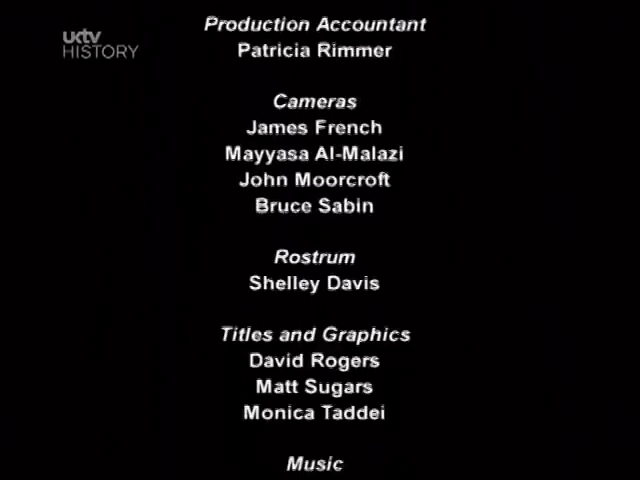 uktv
HISTORY
Production Accountant
Patricia Rimmer
Cameras
James French
Mayyasa Al-Malazi
John Moorcroft
Bruce Sabin
Rostrum
Shelley Davis
Titles and Graphics
David Rogers
Matt Sugars
Monica Taddei
Music